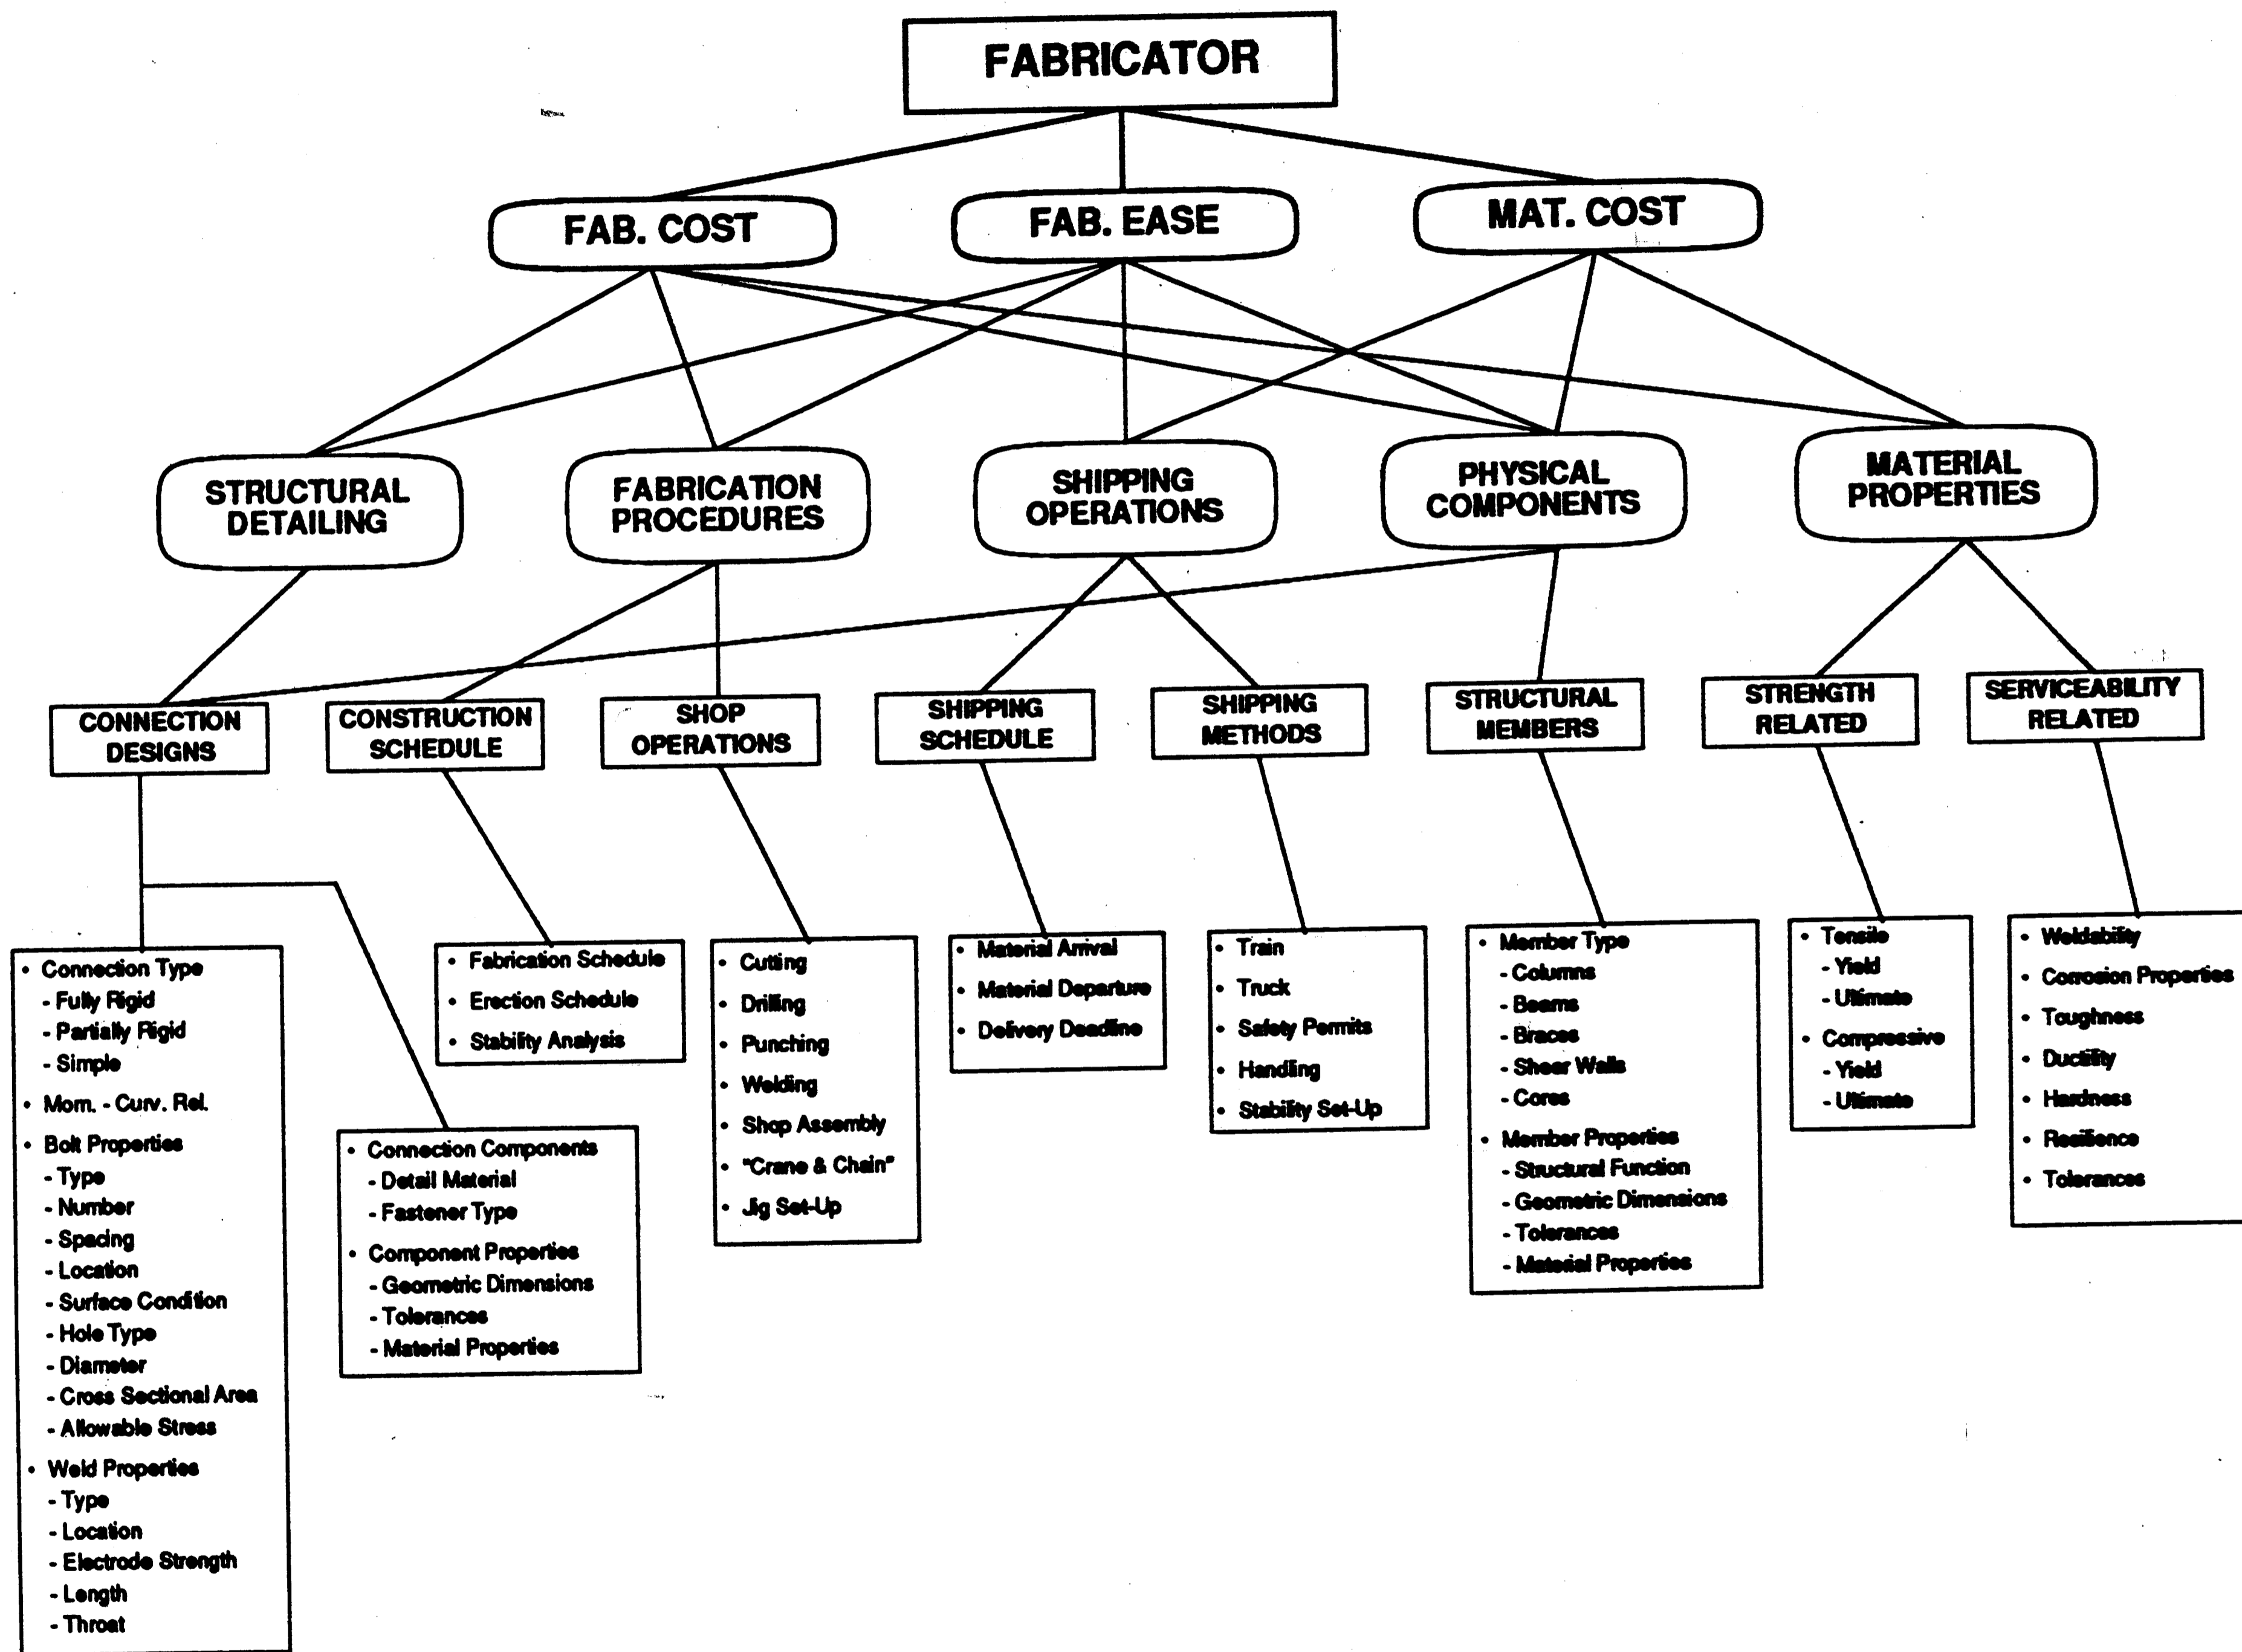 FABRICATOR
FAB. COST
FAB. EASE
MAT. COST
STRUCTURAL
DETAILING
FABRICATION
PROCEDURES
SHIPPING
OPERATIONS
PHYSICAL
COMPONENTS
MATERIAL
PROPERTIES
CONNECTION
DESIGNS
CONSTRUCTION
SCHEDULE
SHOP
OPERATIONS
SHIPPING
SCHEDULE
SHIPPING
METHODS
STRUCTURAL
MEMBERS
STRENGTH
RELATED
SERVICEABILITY
RELATED
• Connection Type
- Fully Rigid
- Partially Rigid
- Simple
• Mom. - Curv. Rel.
• Bolt Properties
- Type
- Number
- Spacing
- Location
- Surface Condition
- Hole Type
- Diameter
- Cross Sectional Area
- Allowable Stress
• Weld Properties
- Type
- Location
- Electrode Strength
- Length
- Throat
• Connection Components
- Detail Material
- Fastener Type
• Component Properties
- Geometric Dimensions
- Tolerances
- Material Properties
• Fabrication Schedule
• Erection Schedule
• Stability Analysis
• Cutting
• Drilling
• Punching
• Welding
• Shop Assembly
• "Crane & Chain"
• Jig Set-Up
• Material Arrival
• Material Departure
• Delivery Deadline
• Train
• Truck
• Safety Permits
• Handling
• Stability Set-Up
• Member Type
- Columns
- Beams
- Braces
- Shear Walls
- Cores
• Member Properties
- Structural Function
- Geometric Dimensions
- Tolerances
- Material Properties
• Tensile
- Yield
- Ultimate
• Compressive
- Yield
- Ultimate
• Weldability
• Corrosion Properties
• Toughness
• Ductility
• Hardness
• Resilience
• Tolerances